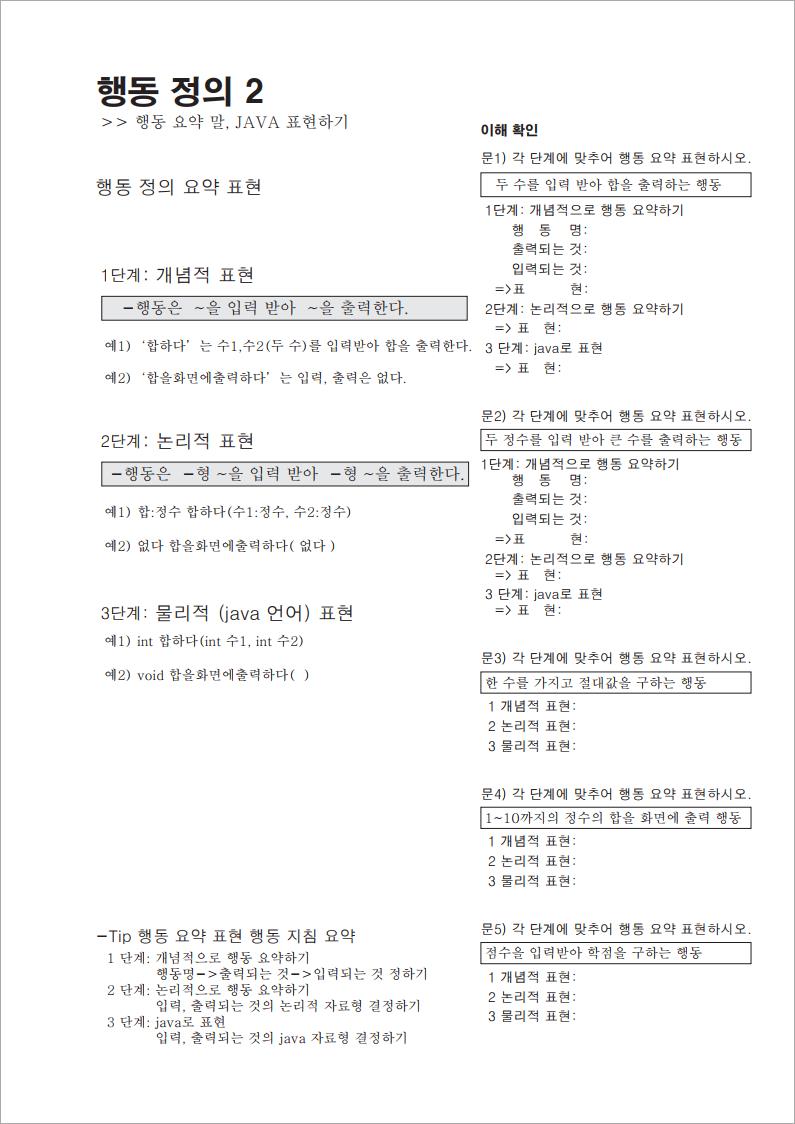 행동 정의 2
>> 행동 요약 말, JAVA 표현하기
행동 정의 요약 표현
1단계: 개념적 표현
-행동은 ~을 입력 받아 ~을 출력한다.
예1) ‘합하다’ 는 수1,수2(두 수)를 입력받아 합을 출력한다.
예2) ‘합을화면에출력하다’ 는 입력, 출력은 없다.
2단계: 논리적 표현
-행동은 -형 ~을 입력 받아 -형 ~을 출력한다.
예1) 합:정수 합하다(수1:정수, 수2:정수)
예2) 없다 합을화면에출력하다( 없다 )
3단계: 물리적 (java 언어) 표현
예1) int 합하다(int 수1, int 수2)
예2) void 합을화면에출력하다( )
-Tip 행동 요약 표현 행동 지침 요약
1 단계: 개념적으로 행동 요약하기
행동명->출력되는 것->입력되는 것 정하기
2 단계: 논리적으로 행동 요약하기
입력, 출력되는 것의 논리적 자료형 결정하기
3 단계: java로 표현
입력, 출력되는 것의 java 자료형 결정하기
이해 확인
문1) 각 단계에 맞추어 행동 요약 표현하시오.
두 수를 입력 받아 합을 출력하는 행동
1단계: 개념적으로 행동 요약하기
행 동 명:
출력되는 것:
입력되는 것:
=>표 현:
2단계: 논리적으로 행동 요약하기
=> 표 현:
3 단계: java로 표현
=> 표 현:
문2) 각 단계에 맞추어 행동 요약 표현하시오.
두 정수를 입력 받아 큰 수를 출력하는 행동
1단계: 개념적으로 행동 요약하기
행 동 명:
출력되는 것:
입력되는 것:
=>표 현:
2단계: 논리적으로 행동 요약하기
=> 표 현:
3 단계: java로 표현
=> 표 현:
문3) 각 단계에 맞추어 행동 요약 표현하시오.
한 수를 가지고 절대값을 구하는 행동
1 개념적 표현:
2 논리적 표현:
3 물리적 표현:
문4) 각 단계에 맞추어 행동 요약 표현하시오.
1~10까지의 정수의 합을 화면에 출력 행동
1 개념적 표현:
2 논리적 표현:
3 물리적 표현:
문5) 각 단계에 맞추어 행동 요약 표현하시오.
점수을 입력받아 학점을 구하는 행동
1 개념적 표현:
2 논리적 표현:
3 물리적 표현: